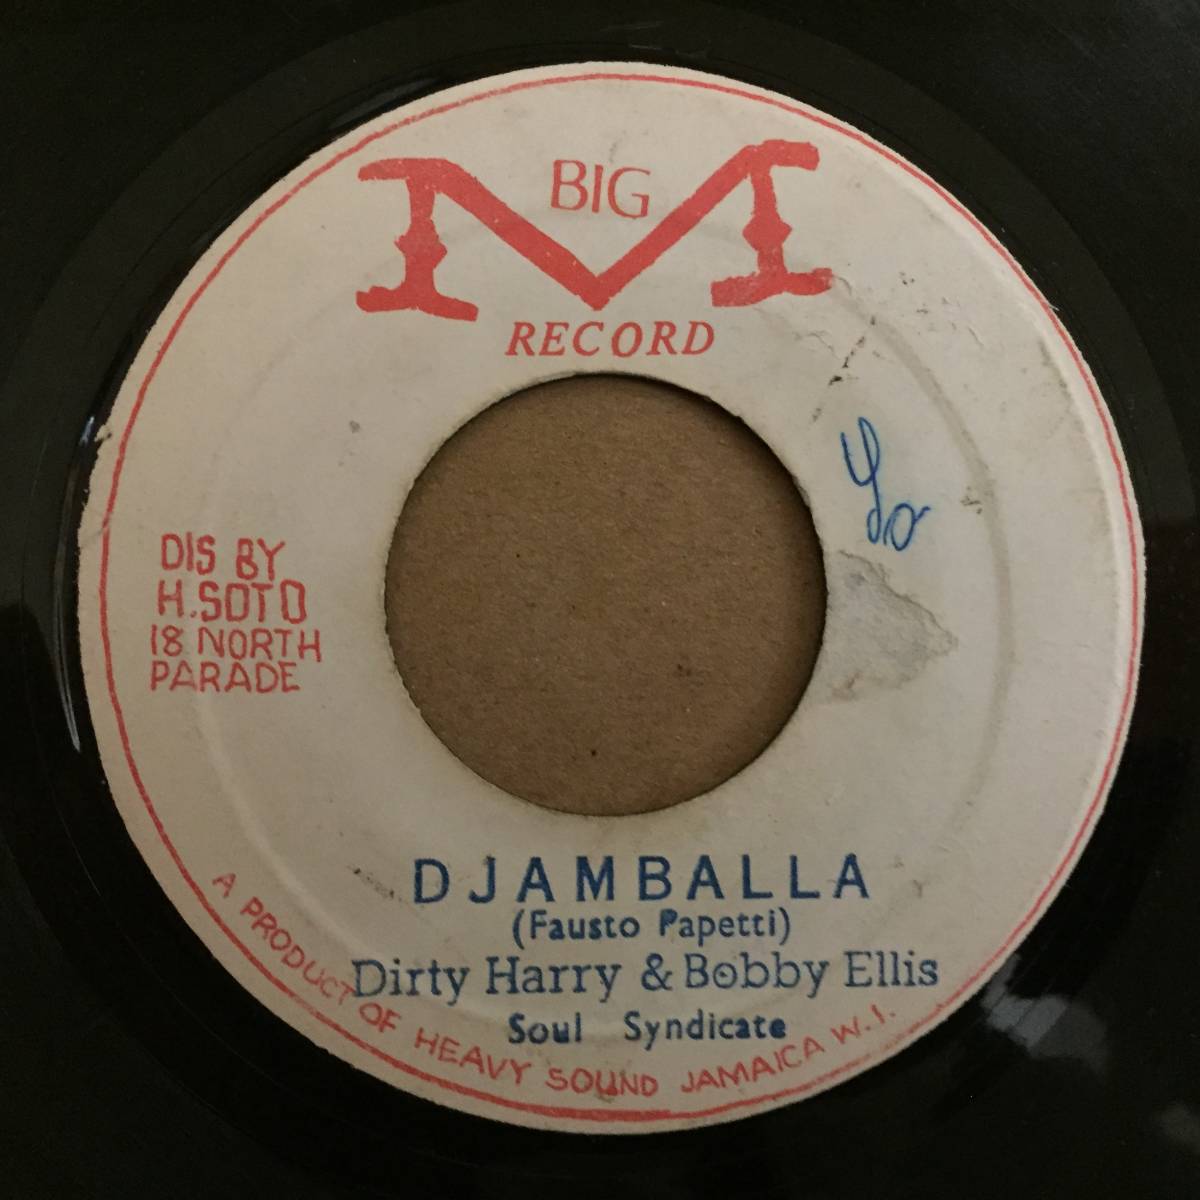 BIG
M
RECORD
DIS BY
H.SOTO
18 NORTH
PARADE
DJAMBALLA
(Fausto Papetti)
Dirty Harry & Bobby Ellis
Soul Syndicate
A PRODUCT OF HEAVY SOUND JAMAICA W.I.